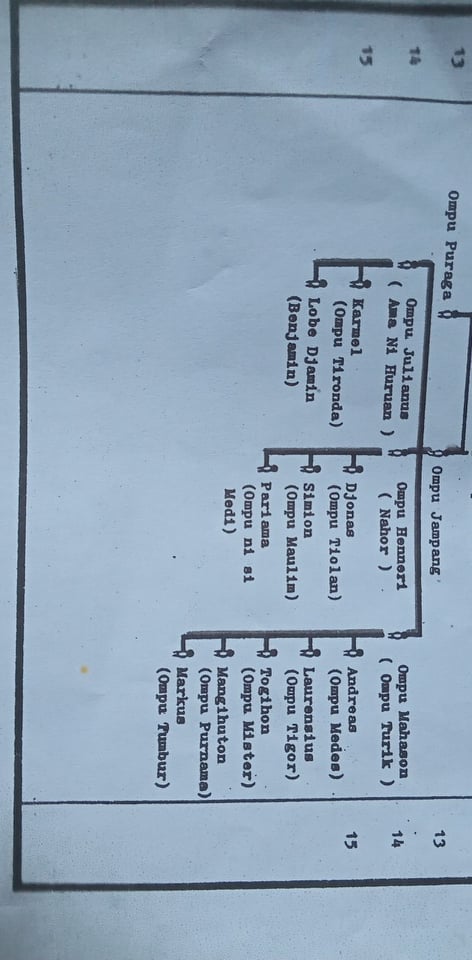 13
Ompu Puraga
Ompu Jampang
13
14
Ompu Julianus
( Ama Ni Huruan )
Ompu Henneri
( Nahor )
Ompu Mahason
( Ompu Turik )
14
15
Karmel
(Ompu Tironda)
Lobe Djamin
(Benjamin)
Djonas
(Ompu Tiolan)
Simion
(Ompu Maulim)
Pariama
(Ompu ni si
Medi)
Andreas
(Ompu Medes)
Laurensius
(Ompu Tigor)
Togihon
(Ompu Mister)
Mangihuton
(Ompu Purnama)
Markus
(Ompu Tumbur)
15